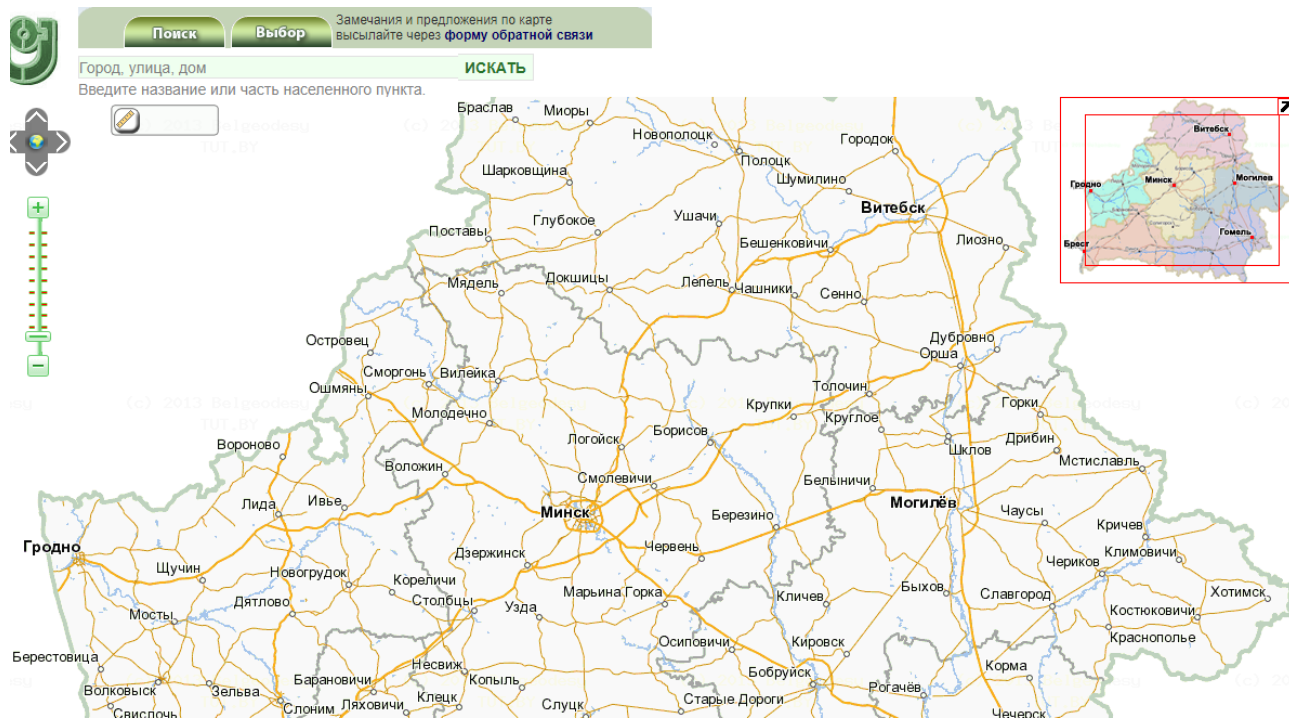 Поиск
Выбор
Замечания и предложения по карте
высылайте через форму обратной связи
Город, улица, дом
ИСКАТЬ
Введите название или часть населенного пункта.
Браслав
Миоры
Новополоцк
Полоцк
Городок
Шарковщина
Шумилино
Витебск
Глубокое
Ушачи
Поставы
Бешенковичи
Лиозно
Докшицы
Мядель
Лепель
Чашники
Сенно
Островец
Дубровно
Орша
Сморгонь
Вилейка
Ошмяны
Толочин
Молодечно
Крупки
Круглое
Горки
Вороново
Логойск
Борисов
Дрибин
Шклов
Воложин
Мстиславль
Смолевичи
Белыничи
Лида
Ивье
Минск
Березино
Могилёв
Чаусы
Кричев
Гродно
Дзержинск
Червень
Климовичи
Чериков
Щучин
Новогрудок
Кореличи
Марьина Горка
Кличев
Быхов
Славгород
Хотимск
Мосты
Дятлово
Столбцы
Узда
Костюковичи
Краснополье
Осиповичи
Кировск
Берестовица
Несвиж
Корма
Волковыск
Зельва
Барановичи
Копыль
Бобруйск
Рогачёв
Свислочь
Слоним
Ляховичи
Клецк
Слуцк
Старые Дороги
Чечерск
Витебск
Гродно
Минск
Могилев
Гомель
Брест
(c) 2013 Belgeodesy
TUT.BY